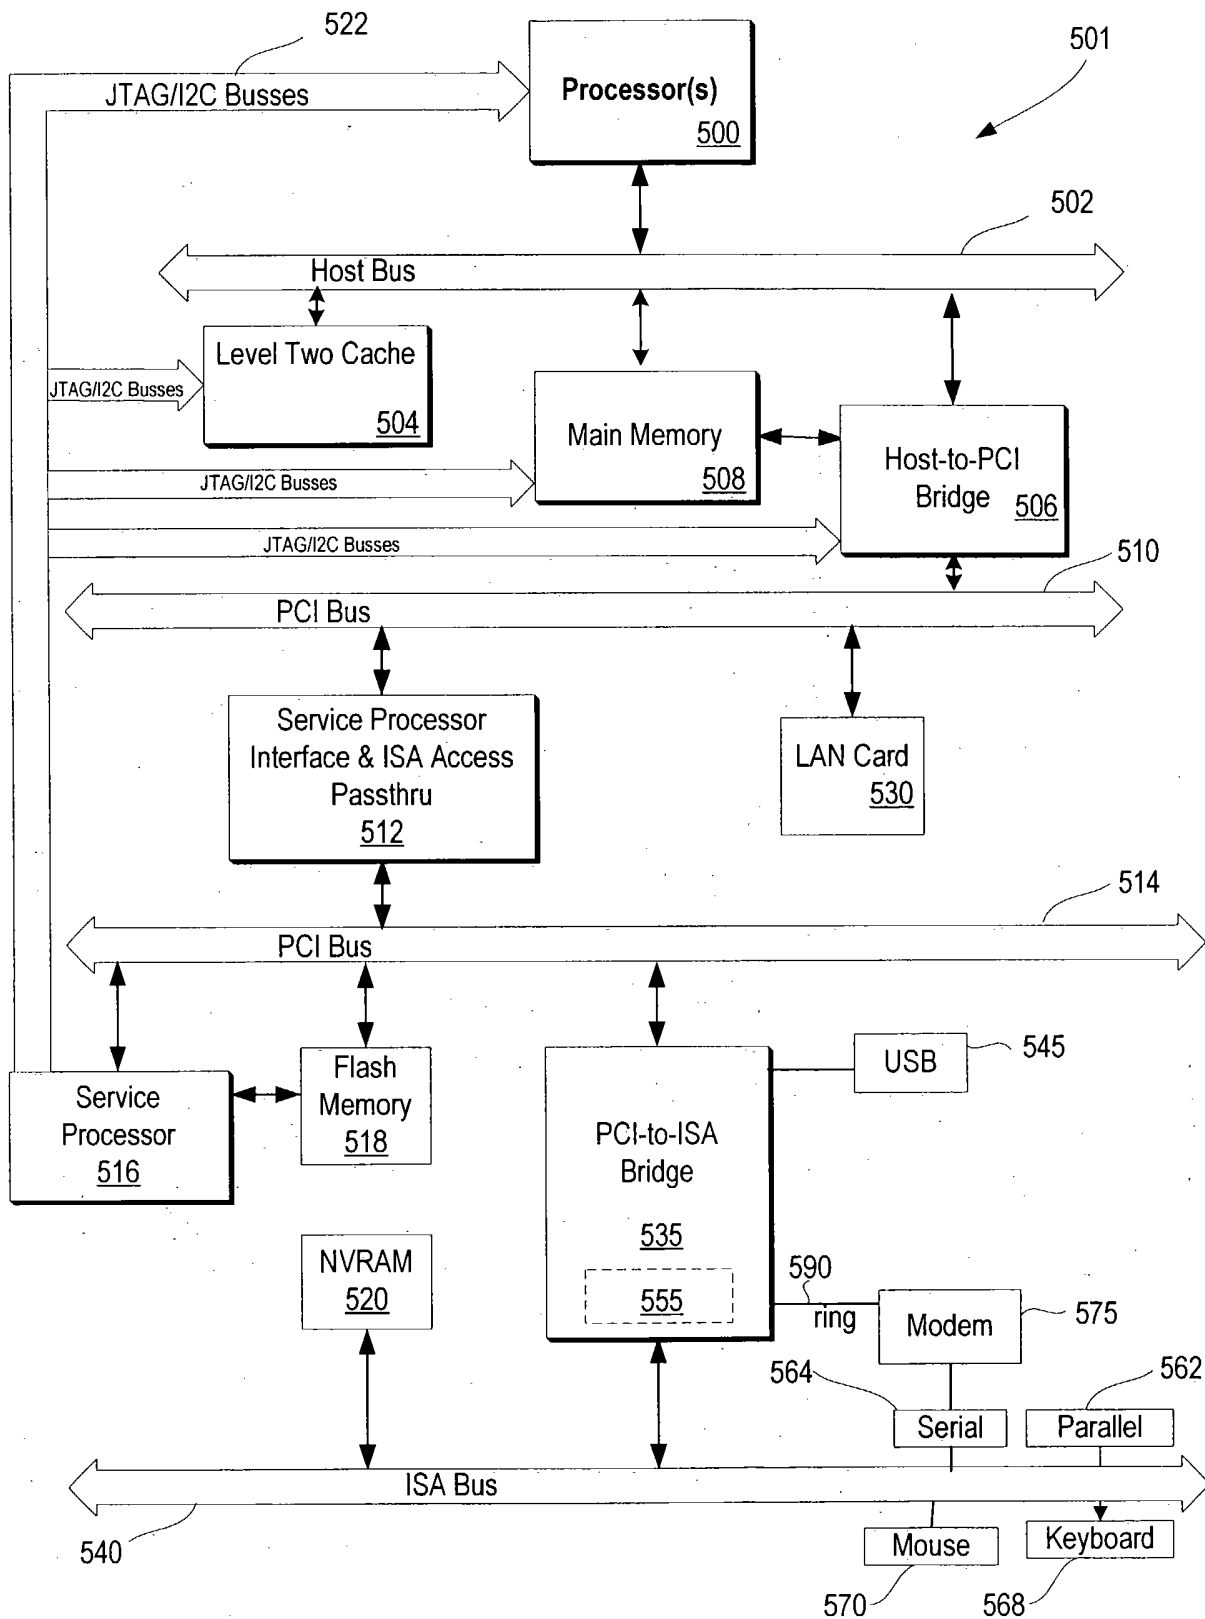 522
501
JTAG/I2C Busses
Processor(s)
500
502
Host Bus
Level Two Cache
504
JTAG/I2C Busses
Main Memory
508
Host-to-PCI
Bridge
506
JTAG/I2C Busses
JTAG/I2C Busses
510
PCI Bus
Service Processor
Interface & ISA Access
Passthru
512
LAN Card
530
514
PCI Bus
Service
Processor
516
Flash
Memory
518
USB
545
PCI-to-ISA
Bridge
535
555
NVRAM
520
590
ring
Modem
575
564
562
Serial
Parallel
ISA Bus
540
Mouse
Keyboard
570
568